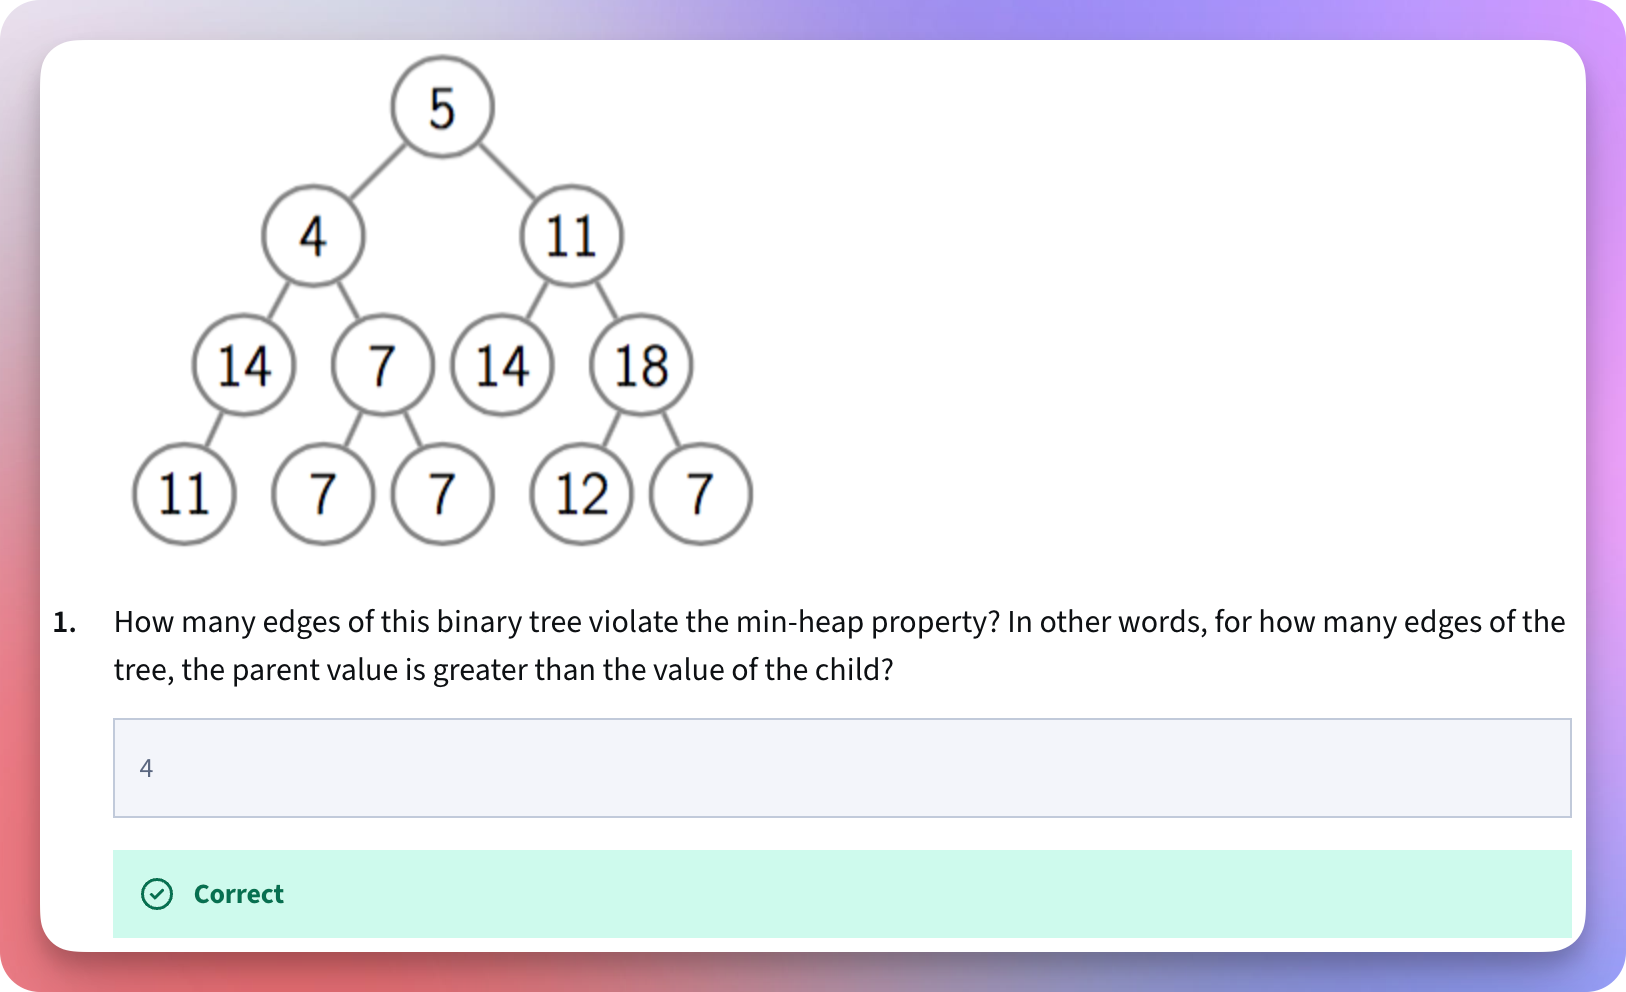 5
4 11
14 7 14 18
11 7 7 12 7
1. How many edges of this binary tree violate the min-heap property? In other words, for how many edges of the
tree, the parent value is greater than the value of the child?
4
Correct